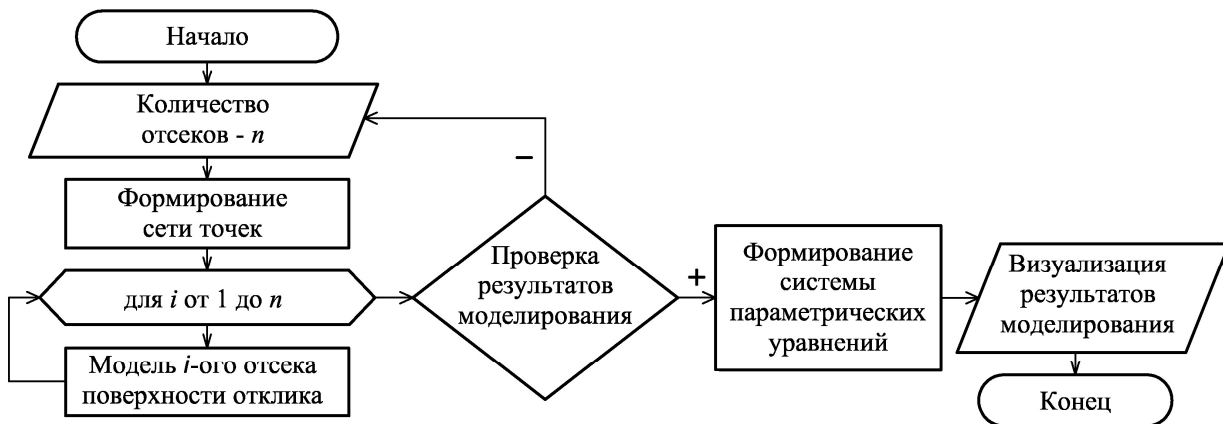 Начало
Количество
отсеков - n
Формирование
сети точек
для i от 1 до n
Модель i-ого отсека
поверхности отклика
–
Проверка
результатов
моделирования
+
Формирование
системы
параметрических
уравнений
Визуализация
результатов
моделирования
Конец